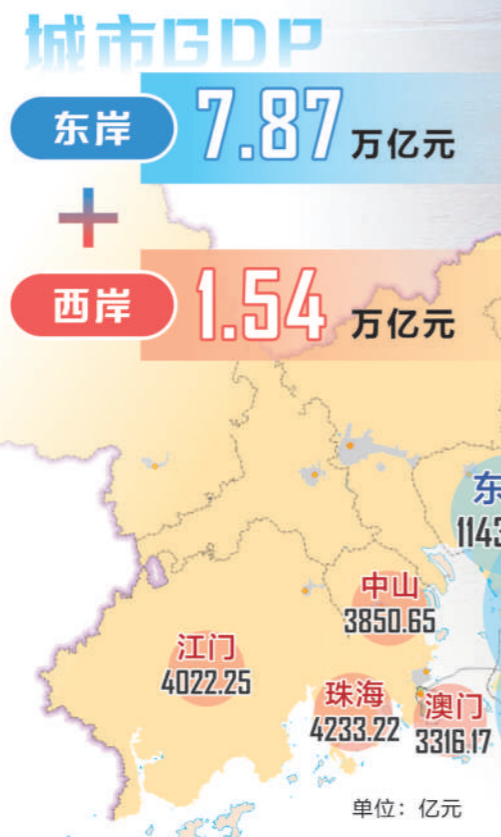 城市GDP
东岸 7.87 万亿元
+
西岸 1.54 万亿元
东
1143
中山
3850.65
江门
4022.25
珠海
4233.22
澳门
3316.17
单位：亿元